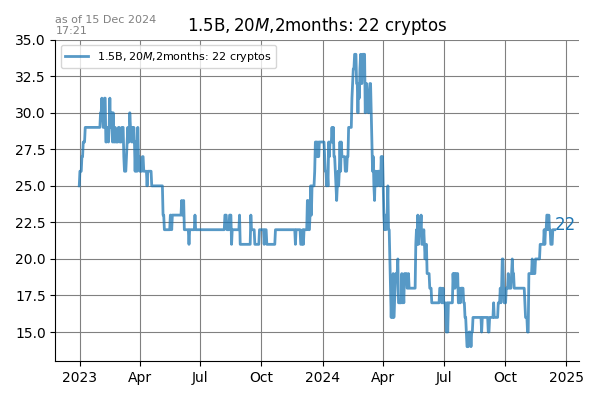 as of 15 Dec 2024
17:21
1.5B, 20M,2months: 22 cryptos
1.5B, 20M,2months: 22 cryptos
35.0
32.5
30.0
27.5
25.0
22.5
20.0
17.5
15.0
22
2023
Apr
Jul
Oct
2024
Apr
Jul
Oct
2025